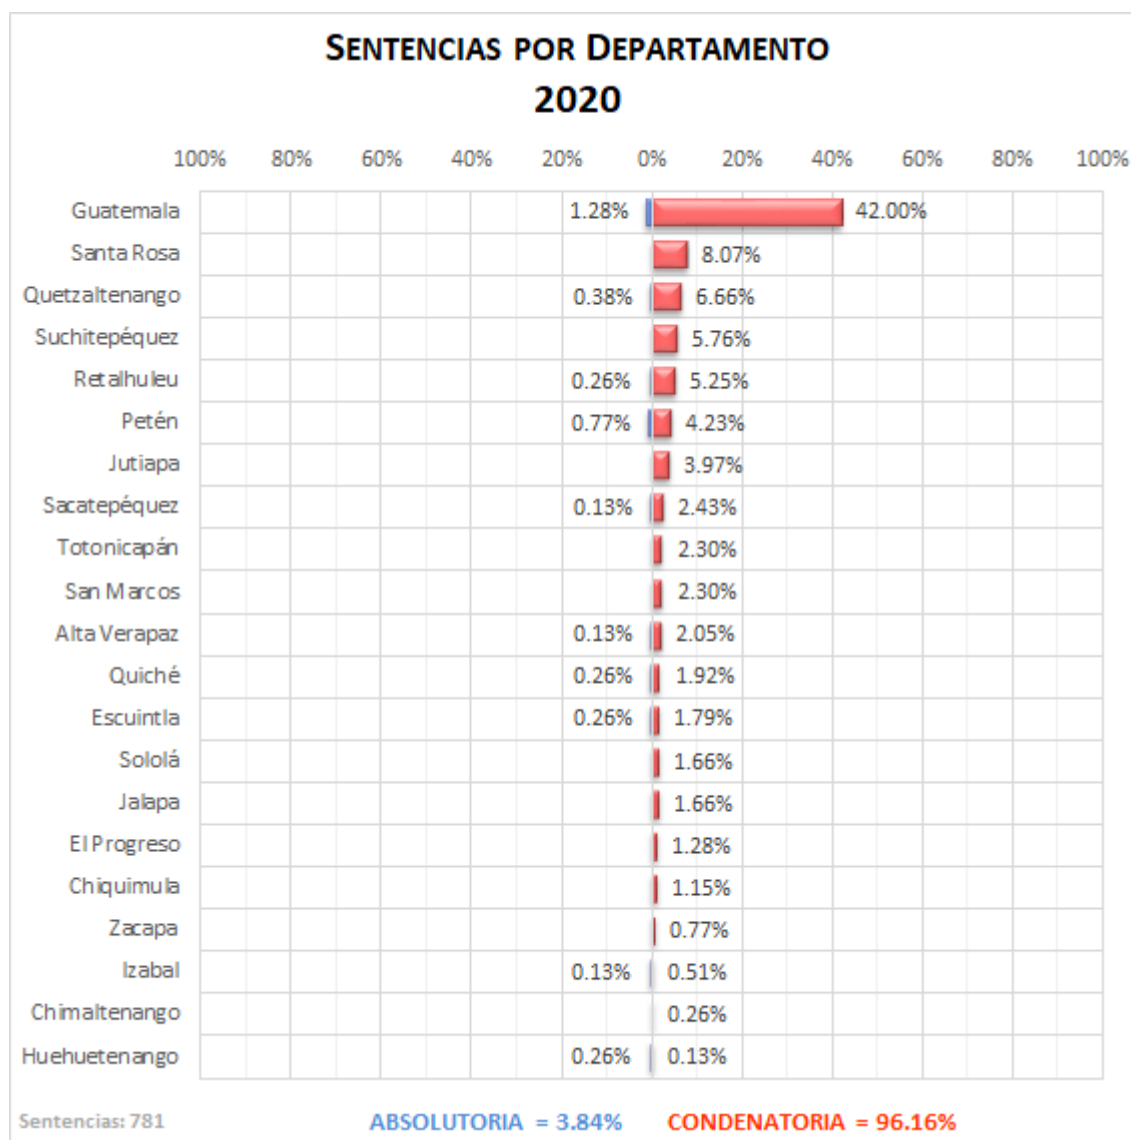 SENTENCIAS POR DEPARTAMENTO
2020
100% 80% 60% 40% 20% 0% 20% 40% 60% 80% 100%
Guatemala 1.28% 42.00%
Santa Rosa 8.07%
Quetzaltenango 0.38% 6.66%
Suchitepéquez 5.76%
Retalhuleu 0.26% 5.25%
Petén 0.77% 4.23%
Jutiapa 3.97%
Sacatepéquez 0.13% 2.43%
Totonicapán 2.30%
San Marcos 2.30%
Alta Verapaz 0.13% 2.05%
Quiché 0.26% 1.92%
Escuintla 0.26% 1.79%
Sololá 1.66%
Jalapa 1.66%
El Progreso 1.28%
Chiquimula 1.15%
Zacapa 0.77%
Izabal 0.13% 0.51%
Chimaltenango 0.26%
Huehuetenango 0.26% 0.13%
Sentencias: 781 ABSOLUTORIA = 3.84% CONDENATORIA = 96.16%